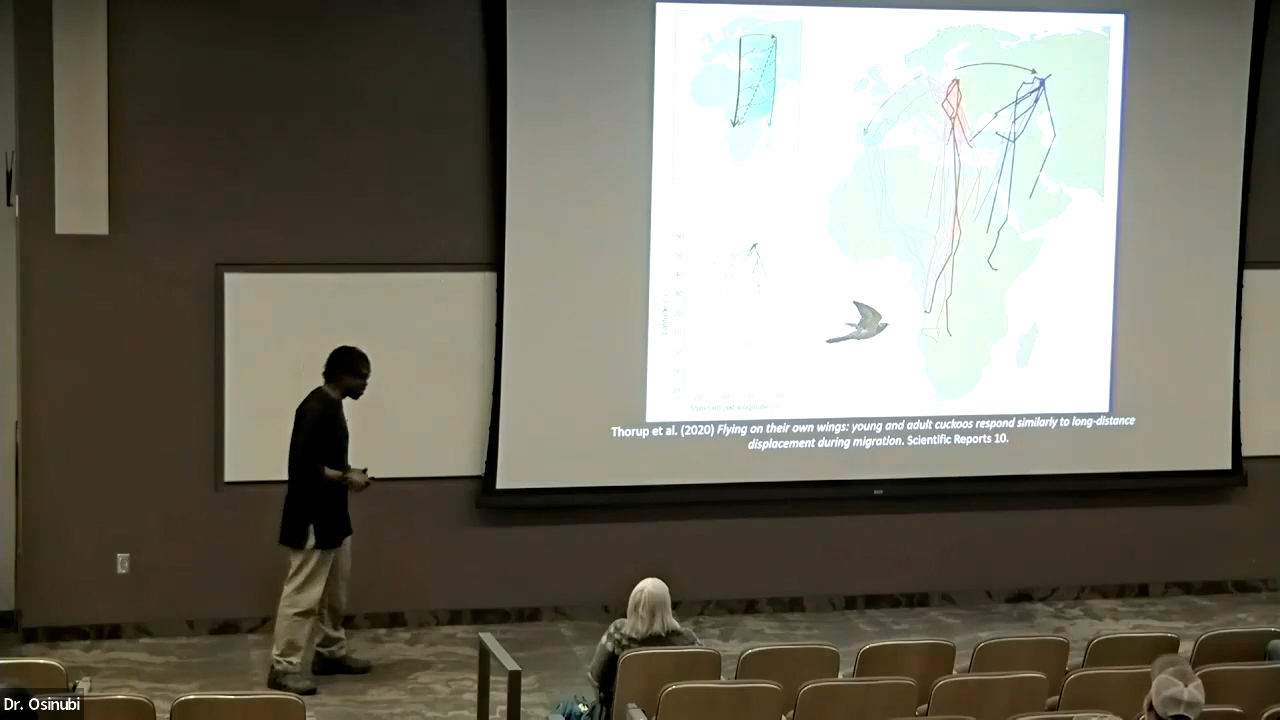 Thorup et al. (2020) Flying on their own wings: young and adult cuckoos respond similarly to long-distance
displacement during migration. Scientific Reports 10.
Dr. Osinubi